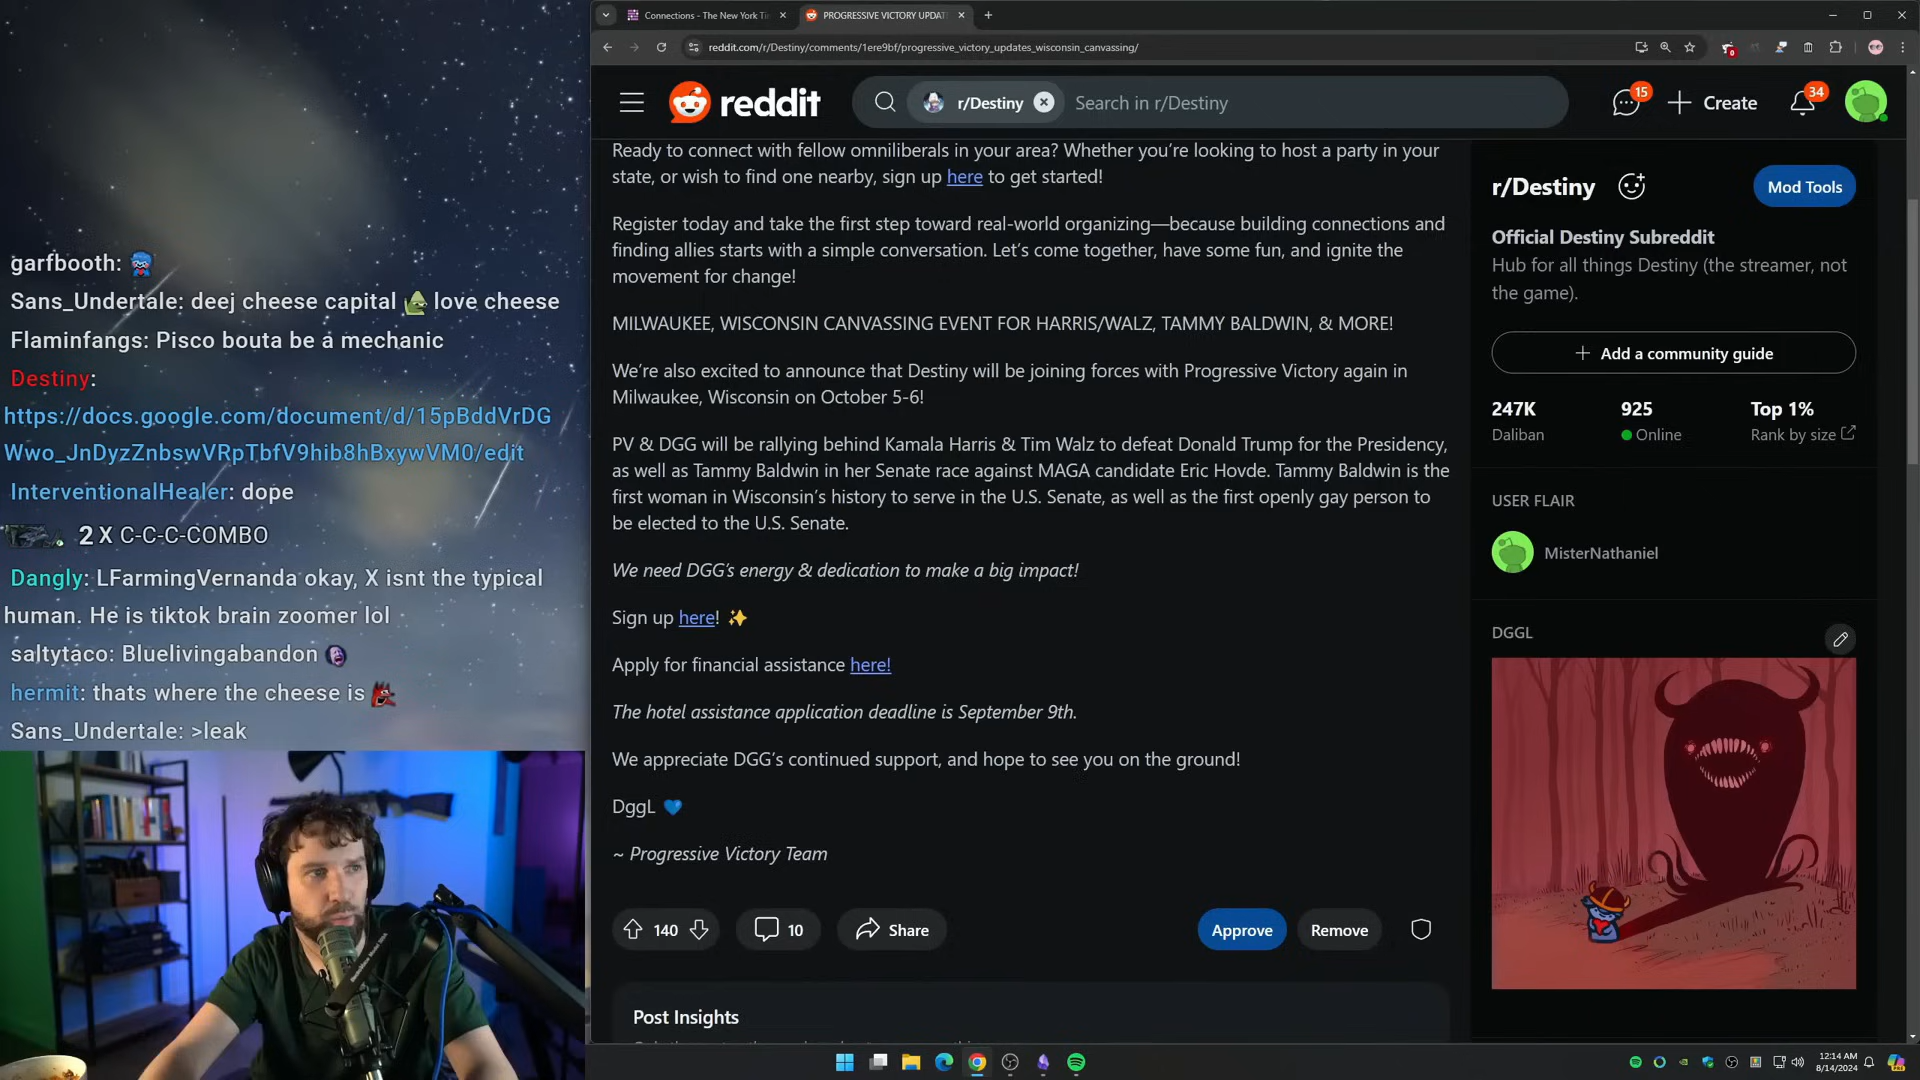 Connections - The New York Ti
PROGRESSIVE VICTORY UPDAT
reddit.com/r/Destiny/comments/1ere9bf/progressive_victory_updates_wisconsin_canvassing/
0
reddit
r/Destiny
Search in r/Destiny
15
Create
34
garfbooth:
Sans_Undertale: deej cheese capital love cheese
Flaminfangs: Pisco bouta be a mechanic
Destiny:
https://docs.google.com/document/d/15pBddVrDG
Wwo_JnDyzZnbswVRpTbfV9hib8hBxywVM0/edit
InterventionalHealer: dope
2 X C-C-C-COMBO
Dangly: LFarmingVernanda okay, X isnt the typical
human. He is tiktok brain zoomer lol
saltytaco: Bluelivingabandon
hermit: thats where the cheese is
Sans_Undertale: >leak
Ready to connect with fellow omniliberals in your area? Whether you’re looking to host a party in your
state, or wish to find one nearby, sign up here to get started!
Register today and take the first step toward real-world organizing—because building connections and
finding allies starts with a simple conversation. Let’s come together, have some fun, and ignite the
movement for change!
MILWAUKEE, WISCONSIN CANVASSING EVENT FOR HARRIS/WALZ, TAMMY BALDWIN, & MORE!
We’re also excited to announce that Destiny will be joining forces with Progressive Victory again in
Milwaukee, Wisconsin on October 5-6!
PV & DGG will be rallying behind Kamala Harris & Tim Walz to defeat Donald Trump for the Presidency,
as well as Tammy Baldwin in her Senate race against MAGA candidate Eric Hovde. Tammy Baldwin is the
first woman in Wisconsin’s history to serve in the U.S. Senate, as well as the first openly gay person to
be elected to the U.S. Senate.
We need DGG’s energy & dedication to make a big impact!
Sign up here! ✨
Apply for financial assistance here!
The hotel assistance application deadline is September 9th.
We appreciate DGG’s continued support, and hope to see you on the ground!
DggL 💙
~ Progressive Victory Team
140
10
Share
Approve
Remove
Post Insights
r/Destiny
Mod Tools
Official Destiny Subreddit
Hub for all things Destiny (the streamer, not
the game).
Add a community guide
247K
925
Top 1%
Daliban
Online
Rank by size
USER FLAIR
MisterNathaniel
DGGL
12:14 AM
8/14/2024